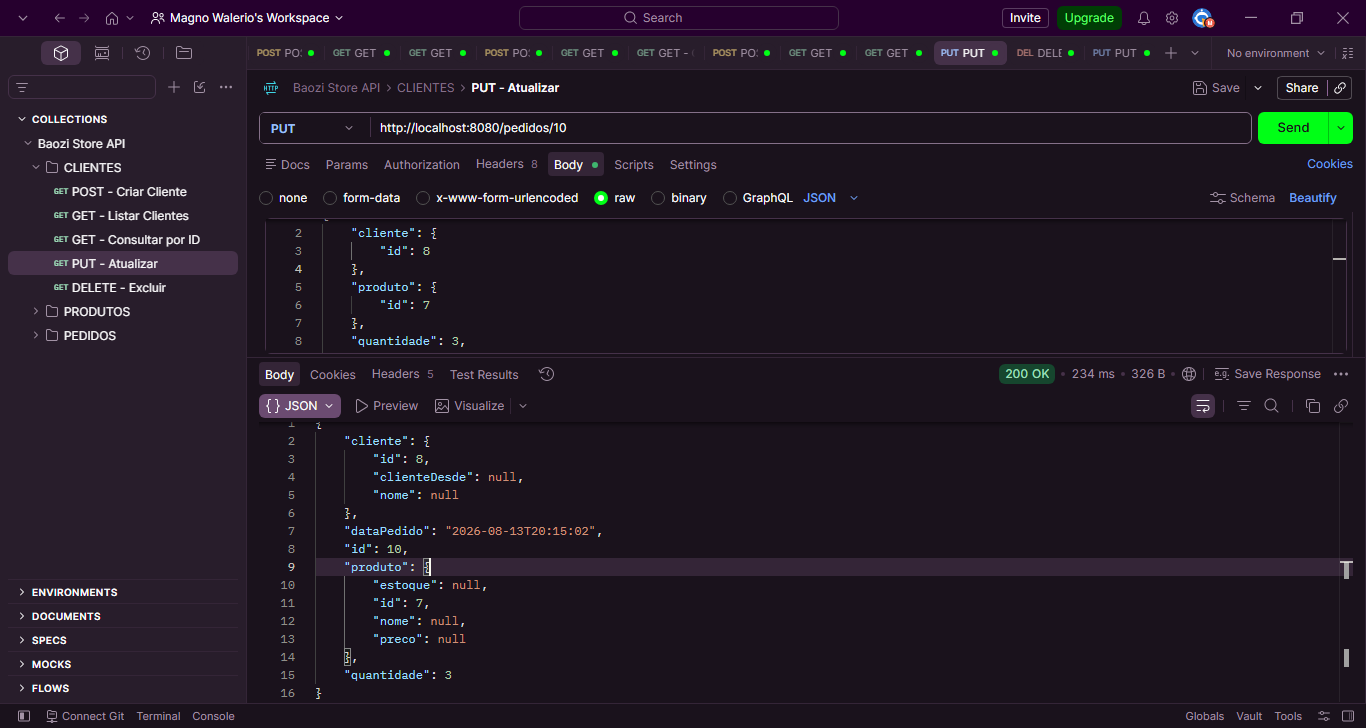 Magno Walerio's Workspace
Search
Invite
Upgrade
POST PO:
GET GET
GET GET
POST PO:
GET GET
GET GET -
POST PO:
GET GET
GET GET
PUT PUT
DEL DELE
PUT PUT
No environment
Baozi Store API > CLIENTES > PUT - Atualizar
Save
Share
PUT
http://localhost:8080/pedidos/10
Send
Docs
Params
Authorization
Headers 8
Body
Scripts
Settings
Cookies
none
form-data
x-www-form-urlencoded
raw
binary
GraphQL
JSON
Schema
Beautify
2 "cliente": {
3 "id": 8
4 },
5 "produto": {
6 "id": 7
7 },
8 "quantidade": 3,
COLLECTIONS
Baozi Store API
CLIENTES
GET POST - Criar Cliente
GET GET - Listar Clientes
GET GET - Consultar por ID
GET PUT - Atualizar
GET DELETE - Excluir
PRODUTOS
PEDIDOS
ENVIRONMENTS
DOCUMENTS
SPECS
MOCKS
FLOWS
Body
Cookies
Headers 5
Test Results
200 OK
234 ms
326 B
e.g. Save Response
{} JSON
Preview
Visualize
1 {
2 "cliente": {
3 "id": 8,
4 "clienteDesde": null,
5 "nome": null
6 },
7 "dataPedido": "2026-08-13T20:15:02",
8 "id": 10,
9 "produto": {
10 "estoque": null,
11 "id": 7,
12 "nome": null,
13 "preco": null
14 },
15 "quantidade": 3
16 }
Connect Git
Terminal
Console
Globals
Vault
Tools